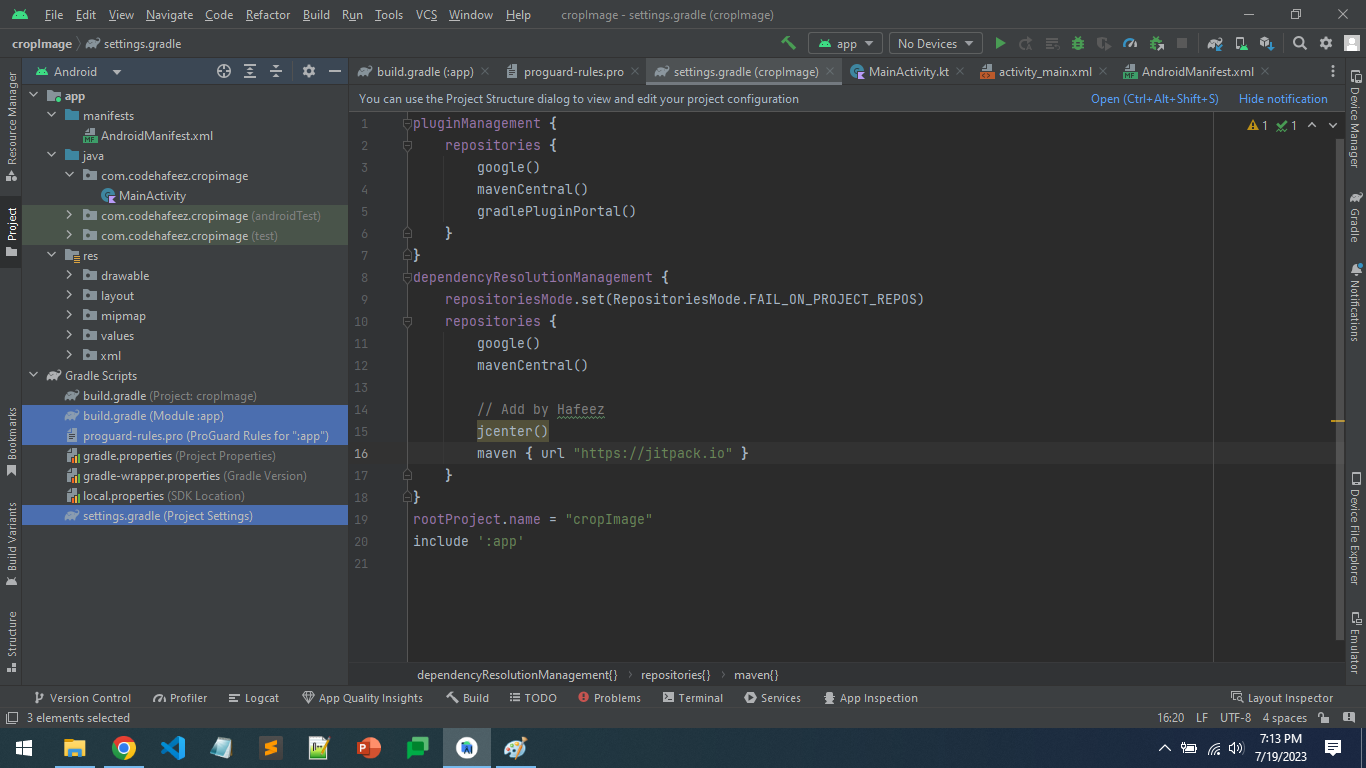 File Edit View Navigate Code Refactor Build Run Tools VCS Window Help cropImage - settings.gradle (cropImage)
cropImage settings.gradle app No Devices
Resource Manager
Project
Bookmarks
Build Variants
Structure
Android
app
manifests
AndroidManifest.xml
java
com.codehafeez.cropimage
MainActivity
com.codehafeez.cropimage (androidTest)
com.codehafeez.cropimage (test)
res
drawable
layout
mipmap
values
xml
Gradle Scripts
build.gradle (Project: cropImage)
build.gradle (Module :app)
proguard-rules.pro (ProGuard Rules for ":app")
gradle.properties (Project Properties)
gradle-wrapper.properties (Gradle Version)
local.properties (SDK Location)
settings.gradle (Project Settings)
build.gradle (:app) proguard-rules.pro settings.gradle (cropImage) MainActivity.kt activity_main.xml AndroidManifest.xml
You can use the Project Structure dialog to view and edit your project configuration Open (Ctrl+Alt+Shift+S) Hide notification
1 pluginManagement { 1 1
2 repositories {
3 google()
4 mavenCentral()
5 gradlePluginPortal()
6 }
7 }
8 dependencyResolutionManagement {
9 repositoriesMode.set(RepositoriesMode.FAIL_ON_PROJECT_REPOS)
10 repositories {
11 google()
12 mavenCentral()
13
14 // Add by Hafeez
15 jcenter()
16 maven { url "https://jitpack.io" }
17 }
18 }
19 rootProject.name = "cropImage"
20 include ':app'
21
dependencyResolutionManagement{} repositories{} maven{}
Device Manager
Gradle
Notifications
Device File Explorer
Emulator
Version Control Profiler Logcat App Quality Insights Build TODO Problems Terminal Services App Inspection Layout Inspector
3 elements selected 16:20 LF UTF-8 4 spaces
7:13 PM
7/19/2023